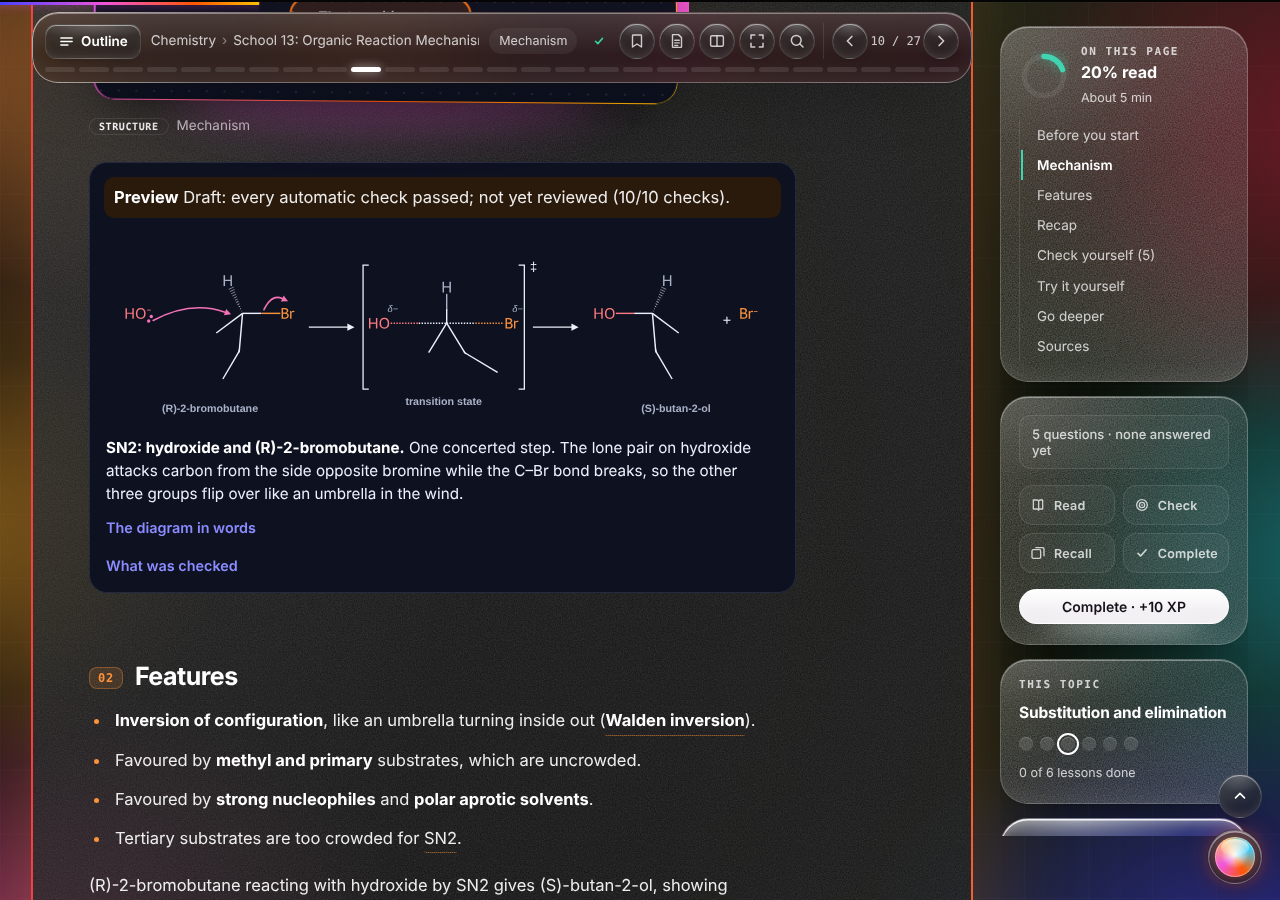 Outline
Chemistry › School 13: Organic Reaction Mechanis
Mechanism
10 / 27
STRUCTURE Mechanism
Preview Draft: every automatic check passed; not yet reviewed (10/10 checks).
H
HO⁻
Br
(R)-2-bromobutane
‡
H
δ− δ−
HO Br
transition state
H
HO
+ Br⁻
(S)-butan-2-ol
SN2: hydroxide and (R)-2-bromobutane. One concerted step. The lone pair on hydroxide
attacks carbon from the side opposite bromine while the C–Br bond breaks, so the other
three groups flip over like an umbrella in the wind.
The diagram in words
What was checked
02 Features
• Inversion of configuration, like an umbrella turning inside out (Walden inversion).
• Favoured by methyl and primary substrates, which are uncrowded.
• Favoured by strong nucleophiles and polar aprotic solvents.
• Tertiary substrates are too crowded for SN2.
(R)-2-bromobutane reacting with hydroxide by SN2 gives (S)-butan-2-ol, showing
ON THIS PAGE
20% read
About 5 min
Before you start
Mechanism
Features
Recap
Check yourself (5)
Try it yourself
Go deeper
Sources
5 questions · none answered
yet
Read
Check
Recall
Complete
Complete · +10 XP
THIS TOPIC
Substitution and elimination
0 of 6 lessons done